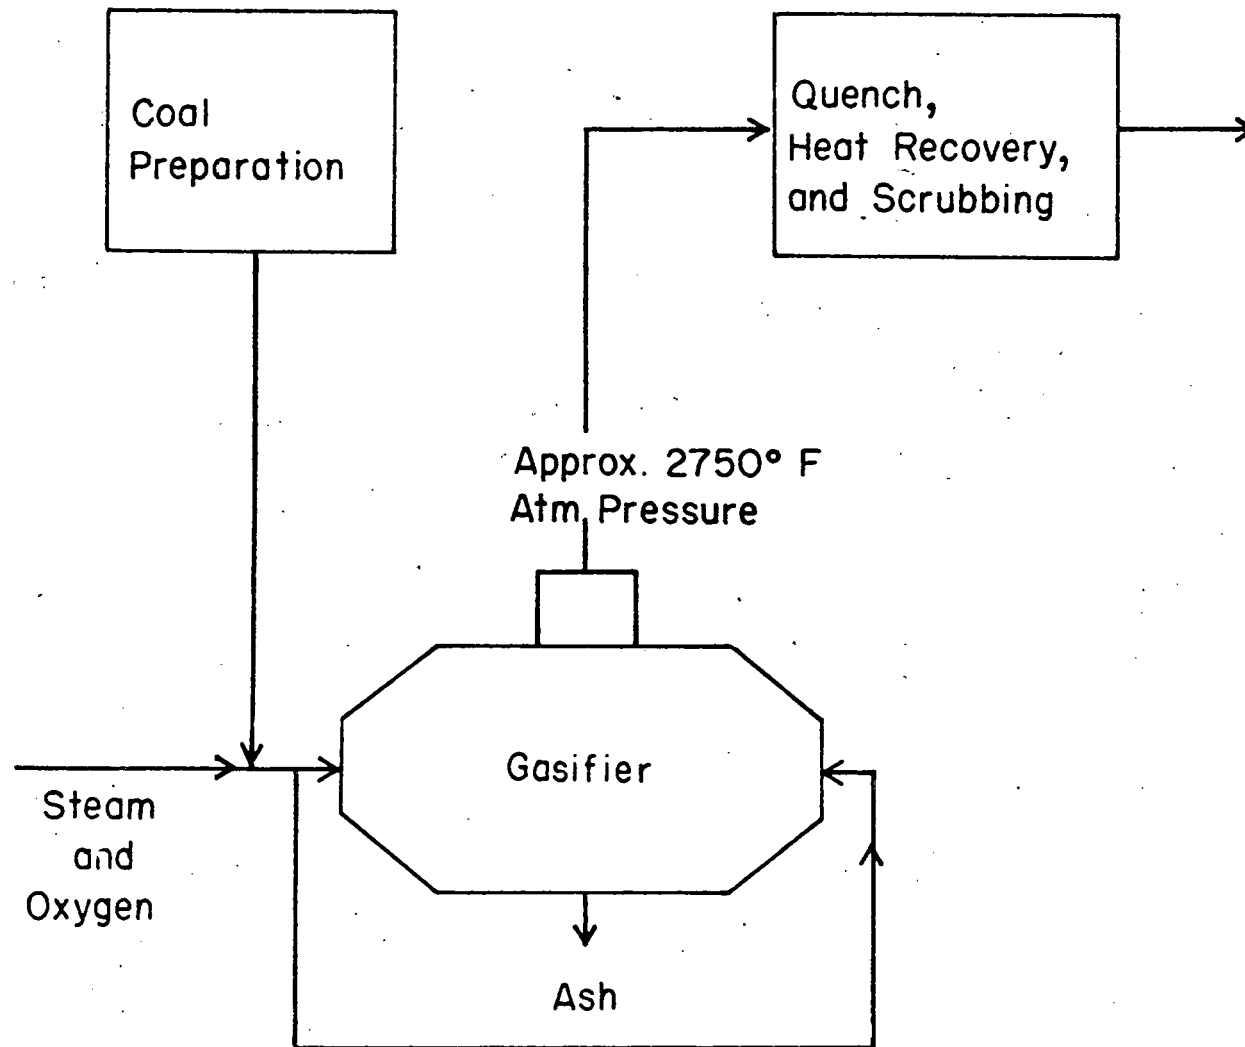 Coal
Preparation
Quench,
Heat Recovery,
and Scrubbing
Approx. 2750° F
Atm. Pressure
Gasifier
Steam
and
Oxygen
Ash